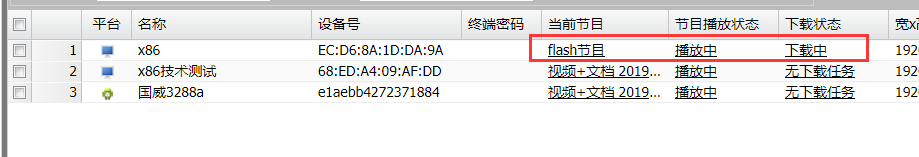 平台 名称 设备号 终端密码 当前节目 节目播放状态 下载状态
1 x86 EC:D6:8A:1D:DA:9A flash节目 播放中 下载中 192
2 x86技术测试 68:ED:A4:09:AF:DD 视频+文档 2019... 播放中 无下载任务 192
3 国威3288a e1aebb4272371884 视频+文档 2019... 播放中 无下载任务 192